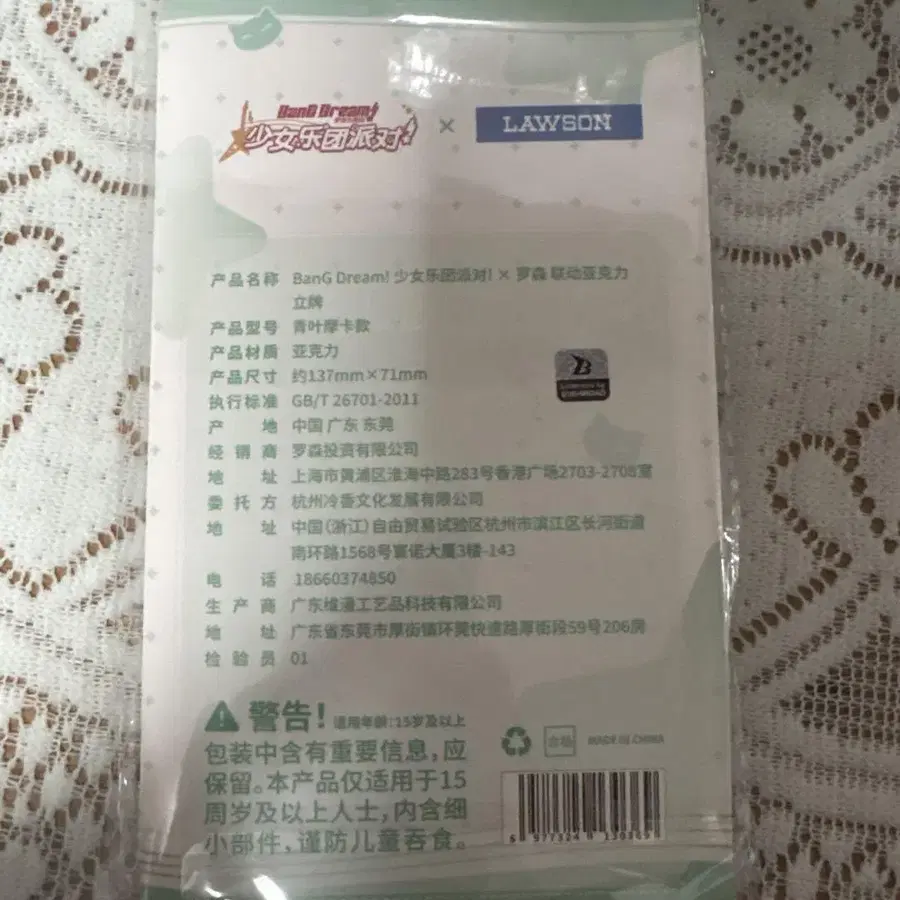 BanG Dream!
少女乐团派对! × LAWSON
产品名称 BanG Dream! 少女乐团派对! × 罗森 联动亚克力
立牌
产品型号 青叶摩卡款
产品材质 亚克力
产品尺寸 约137mm×71mm
执行标准 GB/T 26701-2011
产地 中国 广东 东莞
经销商 罗森投资有限公司
地址 上海市黄浦区淮海中路283号香港广场2703-2708室
委托方 杭州冷香文化发展有限公司
地址 中国(浙江)自由贸易试验区杭州市滨江区长河街道
南环路1568号富诺大厦3楼-143
电话 18660374850
生产商 广东维漫工艺品科技有限公司
地址 广东省东莞市厚街镇环莞快速路厚街段59号206房
检验员 01
警告! 适用年龄:15岁及以上
包装中含有重要信息,应
保留。本产品仅适用于15
周岁及以上人士,内含细
小部件,谨防儿童吞食。
合格 MADE IN CHINA